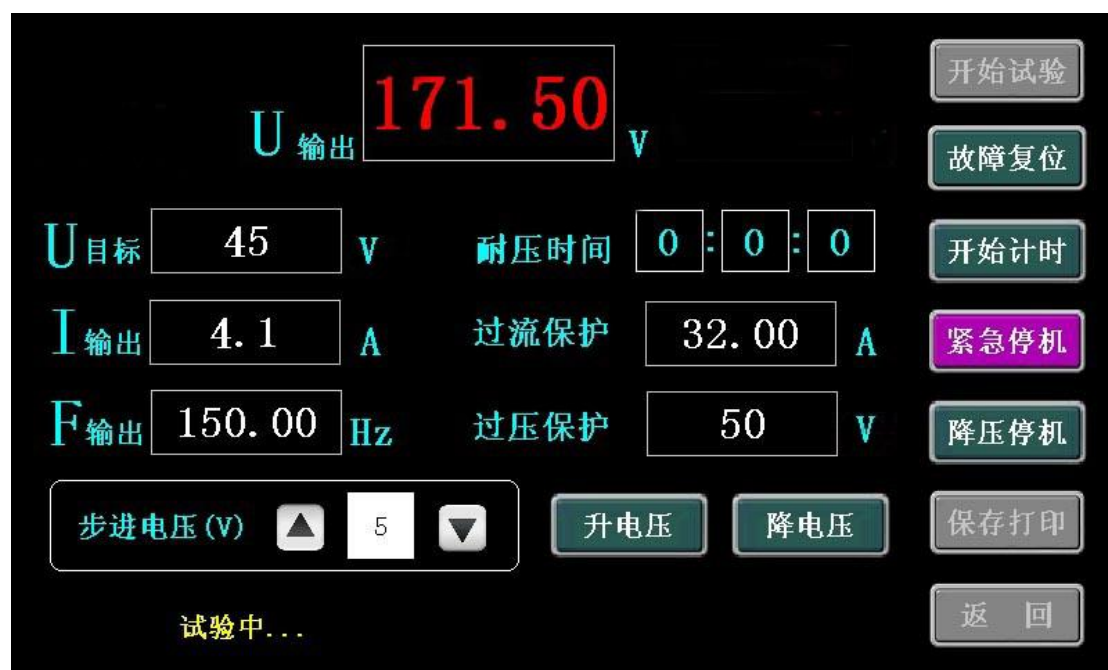 U输出 171.50 V
开始试验
故障复位
U目标 45 V
耐压时间 0:0:0
开始计时
I输出 4.1 A
过流保护 32.00 A
紧急停机
F输出 150.00 Hz
过压保护 50 V
降压停机
步进电压(V) 5
升电压
降电压
保存打印
试验中...
返 回